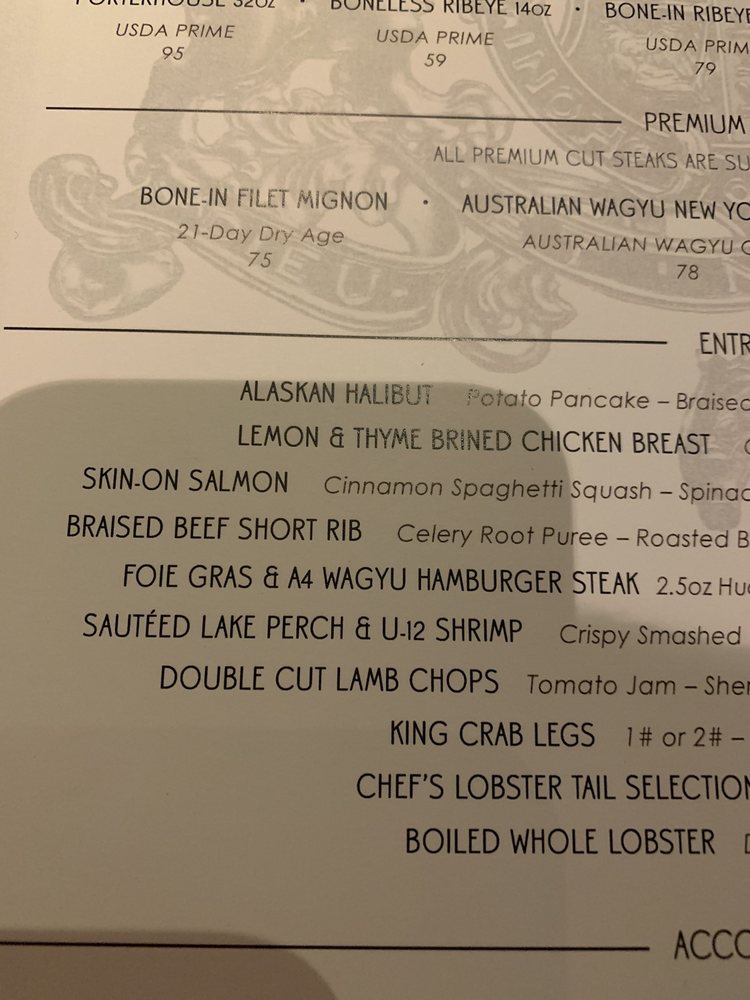 PORTERHOUSE 32OZ • BONELESS RIBEYE 14OZ • BONE-IN RIBEYE
USDA PRIME USDA PRIME USDA PRIM
95 59 79
PREMIUM
ALL PREMIUM CUT STEAKS ARE SU
BONE-IN FILET MIGNON • AUSTRALIAN WAGYU NEW YO
21-Day Dry Age AUSTRALIAN WAGYU
75 78
ENTR
ALASKAN HALIBUT Potato Pancake – Braised
LEMON & THYME BRINED CHICKEN BREAST
SKIN-ON SALMON Cinnamon Spaghetti Squash – Spinac
BRAISED BEEF SHORT RIB Celery Root Puree – Roasted B
FOIE GRAS & A4 WAGYU HAMBURGER STEAK 2.5oz Hud
SAUTÉED LAKE PERCH & U-12 SHRIMP Crispy Smashed
DOUBLE CUT LAMB CHOPS Tomato Jam – Sher
KING CRAB LEGS 1# or 2# –
CHEF'S LOBSTER TAIL SELECTION
BOILED WHOLE LOBSTER
ACCO